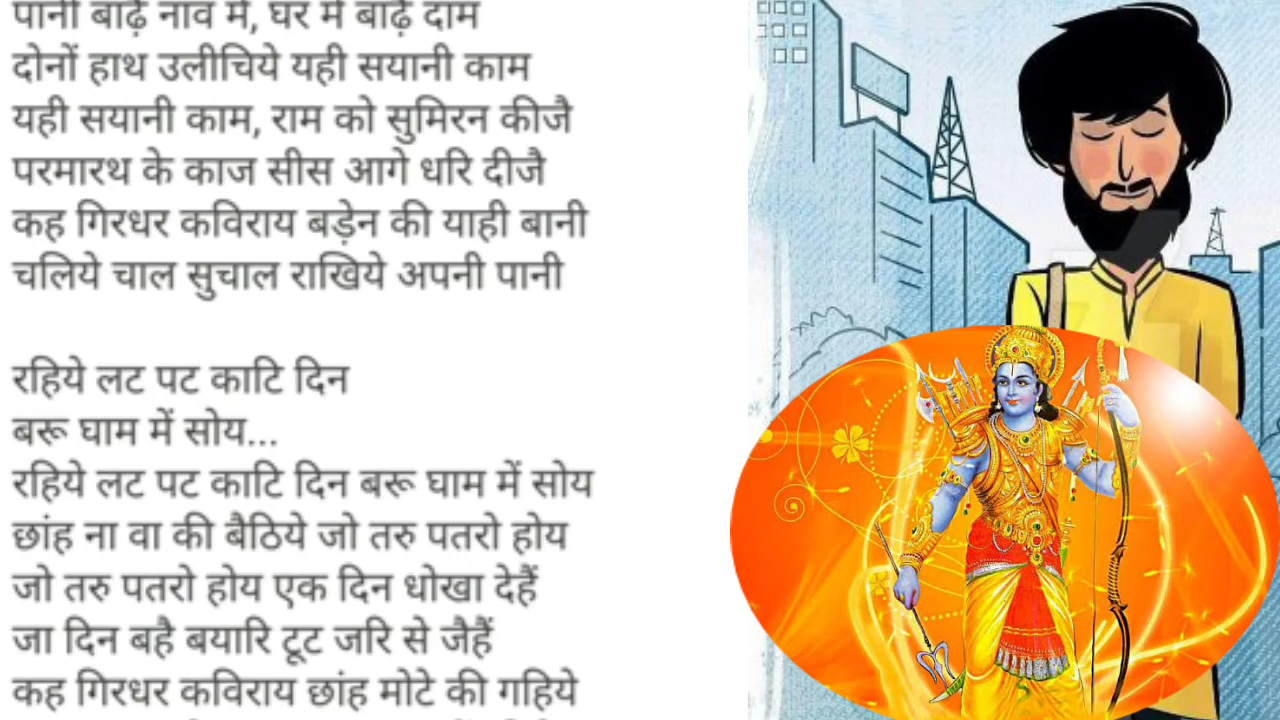 पानी बाढ़ै नाव में, घर में बाढ़ै दाम
दोनों हाथ उलीचिये यही सयानी काम
यही सयानी काम, राम को सुमिरन कीजै
परमारथ के काज सीस आगे धरि दीजै
कह गिरधर कविराय बड़ेन की याही बानी
चलिये चाल सुचाल राखिये अपनी पानी
रहिये लट पट काटि दिन
बरू घाम में सोय...
रहिये लट पट काटि दिन बरू घाम में सोय
छांह ना वा की बैठिये जो तरु पतरो होय
जो तरु पतरो होय एक दिन धोखा देहैं
जा दिन बहै बयारि टूट जरि से जैहैं
कह गिरधर कविराय छांह मोटे की गहिये